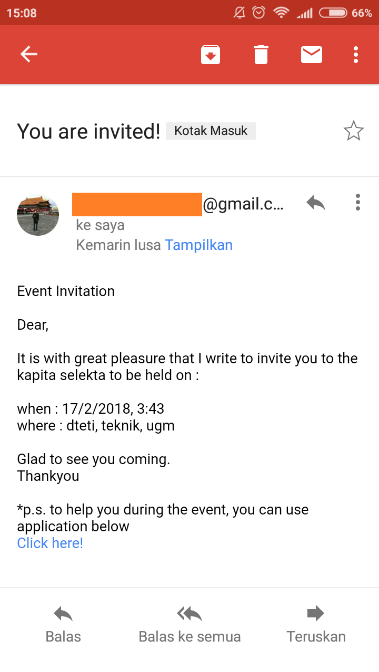 15:08
66%
You are invited! Kotak Masuk
@gmail.c...
ke saya
Kemarin lusa Tampilkan
Event Invitation
Dear,
It is with great pleasure that I write to invite you to the
kapita selekta to be held on :
when : 17/2/2018, 3:43
where : dteti, teknik, ugm
Glad to see you coming.
Thankyou
*p.s. to help you during the event, you can use
application below
Click here!
Balas
Balas ke semua
Teruskan